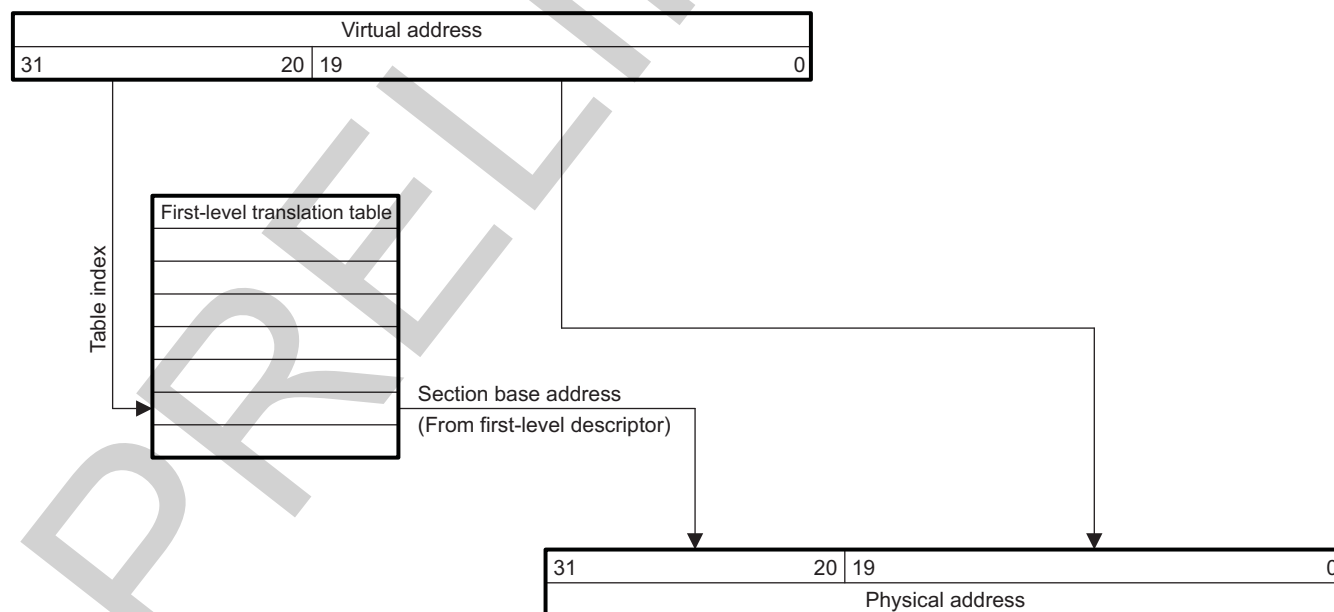 Virtual address
31 20 19 0
First-level translation table
Table index
Section base address
(From first-level descriptor)
31 20 19 0
Physical address
PRELI